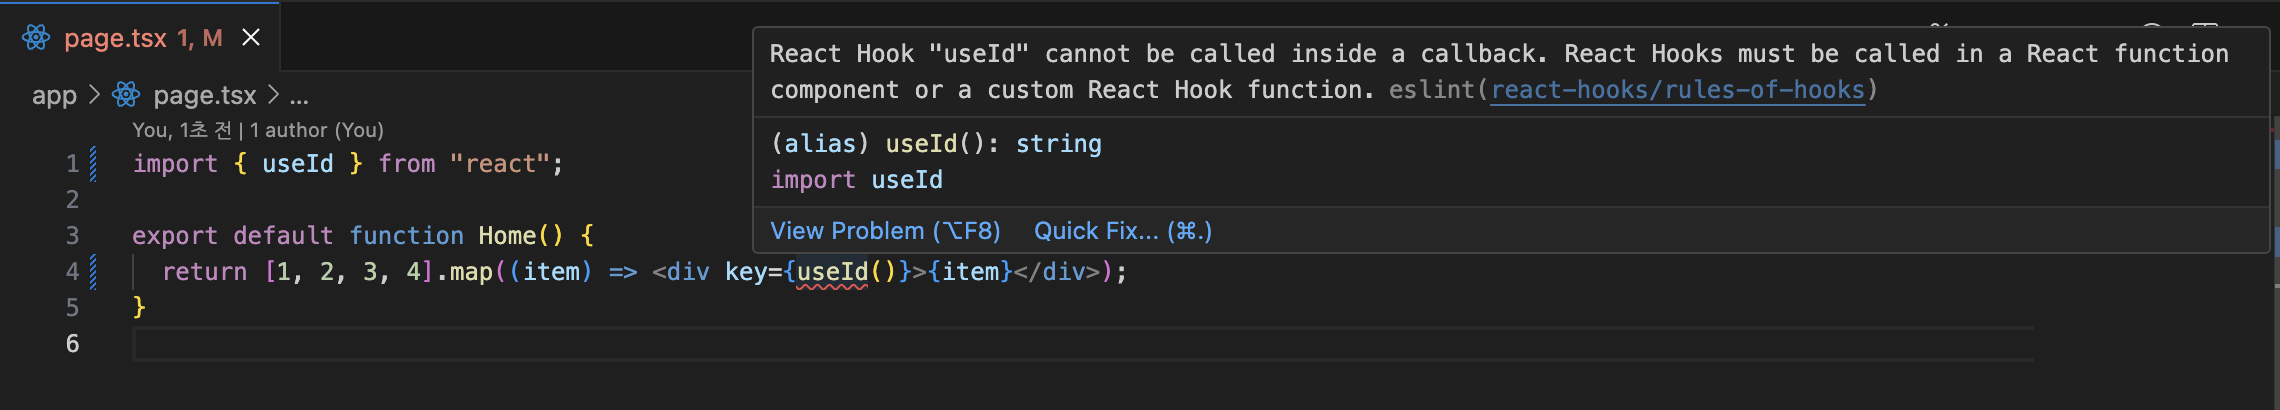 page.tsx 1, M
app > page.tsx > ...
You, 1초 전 | 1 author (You)
1 import { useId } from "react";
2
3 export default function Home() {
4 return [1, 2, 3, 4].map((item) => <div key={useId()}>{item}</div>);
5 }
6
React Hook "useId" cannot be called inside a callback. React Hooks must be called in a React function
component or a custom React Hook function. eslint(react-hooks/rules-of-hooks)
(alias) useId(): string
import useId
View Problem (⌥F8) Quick Fix... (⌘.)